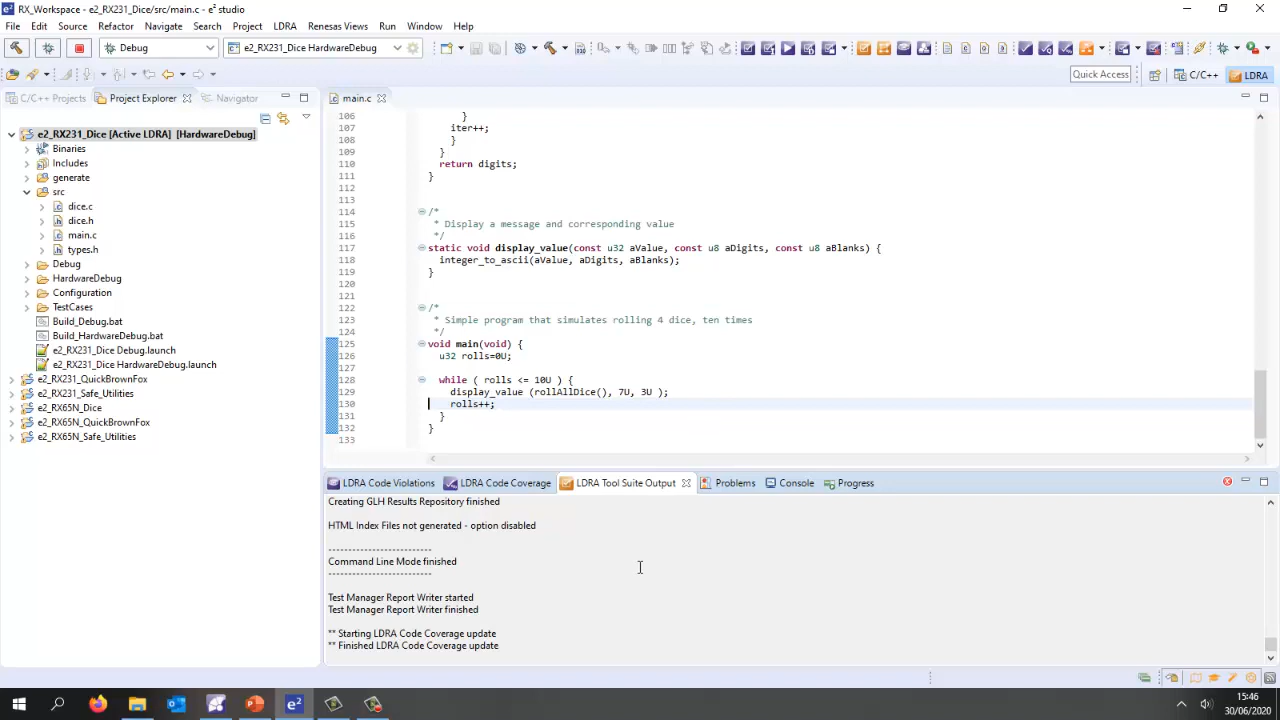 RX_Workspace - e2_RX231_Dice/src/main.c - e² studio
File Edit Source Refactor Navigate Search Project LDRA Renesas Views Run Window Help
Debug
e2_RX231_Dice HardwareDebug
Quick Access
C/C++
LDRA
C/C++ Projects
Project Explorer
Navigator
e2_RX231_Dice [Active LDRA] [HardwareDebug]
Binaries
Includes
generate
src
dice.c
dice.h
main.c
types.h
Debug
HardwareDebug
Configuration
TestCases
Build_Debug.bat
Build_HardwareDebug.bat
e2_RX231_Dice Debug.launch
e2_RX231_Dice HardwareDebug.launch
e2_RX231_QuickBrownFox
e2_RX231_Safe_Utilities
e2_RX65N_Dice
e2_RX65N_QuickBrownFox
e2_RX65N_Safe_Utilities
main.c
106 }
107 iter++;
108 }
109 }
110 return digits;
111 }
112
113
114 /*
115 * Display a message and corresponding value
116 */
117 static void display_value(const u32 aValue, const u8 aDigits, const u8 aBlanks) {
118 integer_to_ascii(aValue, aDigits, aBlanks);
119 }
120
121
122 /*
123 * Simple program that simulates rolling 4 dice, ten times
124 */
125 void main(void) {
126 u32 rolls=0U;
127
128 while ( rolls <= 10U ) {
129 display_value (rollAllDice(), 7U, 3U );
130 rolls++;
131 }
132 }
133
LDRA Code Violations
LDRA Code Coverage
LDRA Tool Suite Output
Problems
Console
Progress
Creating GLH Results Repository finished
HTML Index Files not generated - option disabled
--------------------------
Command Line Mode finished
--------------------------
Test Manager Report Writer started
Test Manager Report Writer finished
** Starting LDRA Code Coverage update
** Finished LDRA Code Coverage update
15:46
30/06/2020